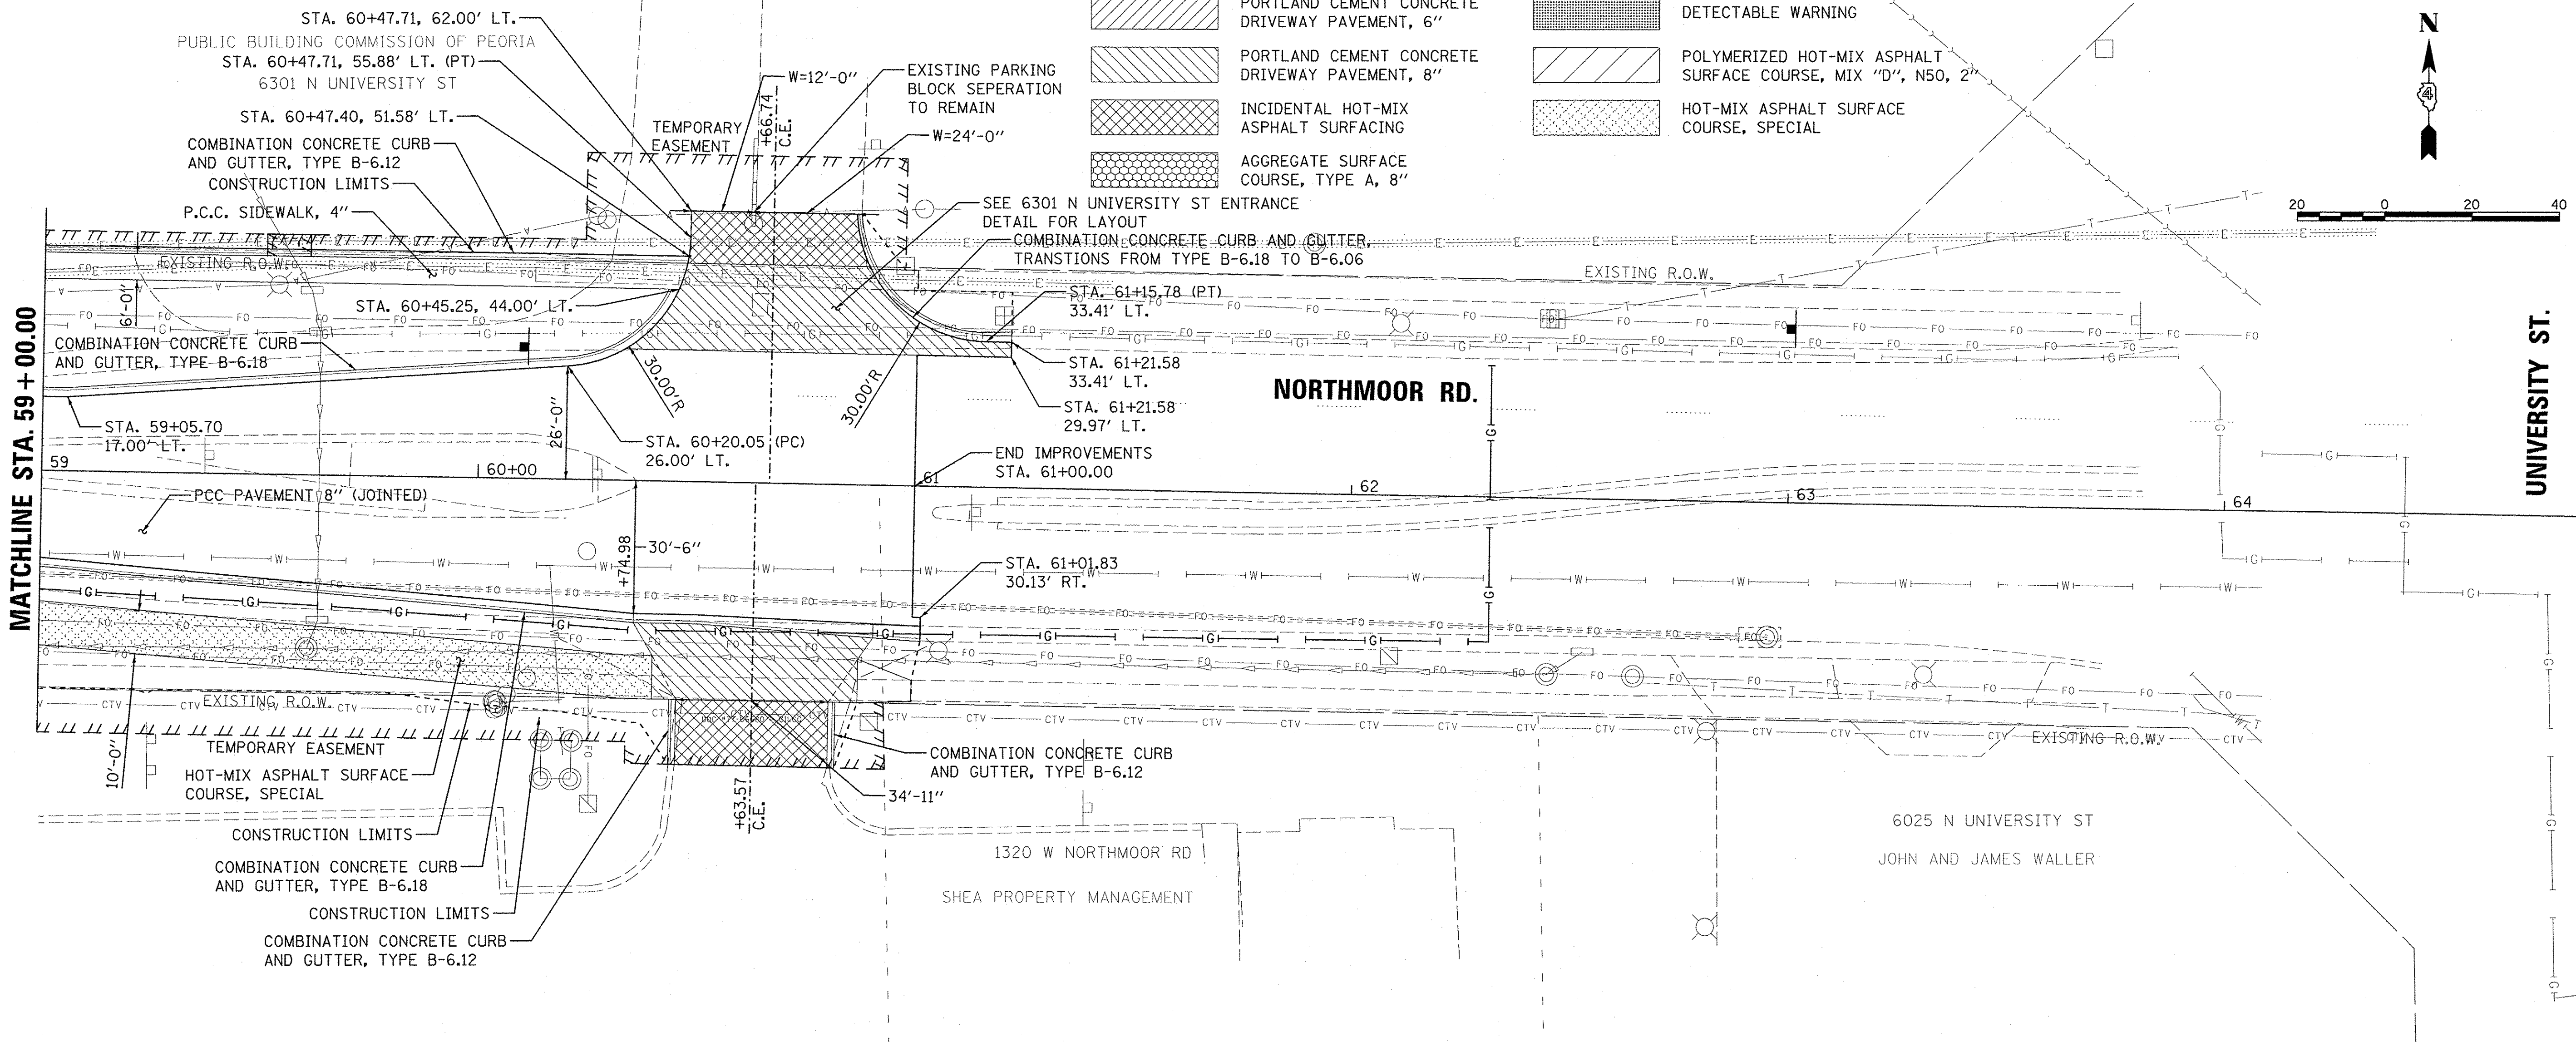 STA. 60+47.71, 62.00' LT.
PUBLIC BUILDING COMMISSION OF PEORIA
STA. 60+47.71, 55.88' LT. (PT)
6301 N UNIVERSITY ST
STA. 60+47.40, 51.58' LT.
COMBINATION CONCRETE CURB
AND GUTTER, TYPE B-6.12
CONSTRUCTION LIMITS
P.C.C. SIDEWALK, 4"
EXISTING R.O.W.
6'-0"
STA. 60+45.25, 44.00' LT.
COMBINATION CONCRETE CURB
AND GUTTER, TYPE B-6.18
TEMPORARY
EASEMENT
W=12'-0"
+66.74
C.E.
EXISTING PARKING
BLOCK SEPERATION
TO REMAIN
W=24'-0"
PORTLAND CEMENT CONCRETE
DRIVEWAY PAVEMENT, 6"
PORTLAND CEMENT CONCRETE
DRIVEWAY PAVEMENT, 8"
INCIDENTAL HOT-MIX
ASPHALT SURFACING
AGGREGATE SURFACE
COURSE, TYPE A, 8"
DETECTABLE WARNING
POLYMERIZED HOT-MIX ASPHALT
SURFACE COURSE, MIX "D", N50, 2"
HOT-MIX ASPHALT SURFACE
COURSE, SPECIAL
N
4
20 0 20 40
SEE 6301 N UNIVERSITY ST ENTRANCE
DETAIL FOR LAYOUT
COMBINATION CONCRETE CURB AND GUTTER,
TRANSTIONS FROM TYPE B-6.18 TO B-6.06
EXISTING R.O.W.
STA. 61+15.78 (PT)
33.41' LT.
STA. 61+21.58
33.41' LT.
STA. 61+21.58
29.97' LT.
30.00'R
30.00'R
NORTHMOOR RD.
UNIVERSITY ST.
MATCHLINE STA. 59+00.00
STA. 59+05.70
17.00' LT.
26'-0"
STA. 60+20.05 (PC)
26.00' LT.
END IMPROVEMENTS
STA. 61+00.00
59
60+00
61
62
63
64
PCC PAVEMENT 8" (JOINTED)
+74.98
30'-6"
STA. 61+01.83
30.13' RT.
EXISTING R.O.W.
TEMPORARY EASEMENT
10'-0"
HOT-MIX ASPHALT SURFACE
COURSE, SPECIAL
CONSTRUCTION LIMITS
COMBINATION CONCRETE CURB
AND GUTTER, TYPE B-6.18
CONSTRUCTION LIMITS
COMBINATION CONCRETE CURB
AND GUTTER, TYPE B-6.12
+63.57
C.E.
COMBINATION CONCRETE CURB
AND GUTTER, TYPE B-6.12
34'-11"
1320 W NORTHMOOR RD
SHEA PROPERTY MANAGEMENT
EXISTING R.O.W.
6025 N UNIVERSITY ST
JOHN AND JAMES WALLER